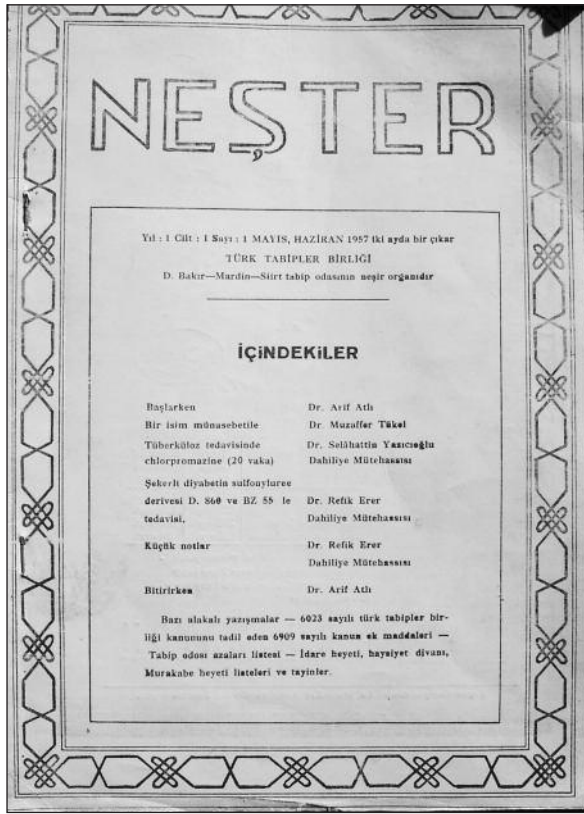 NEŞTER
Yıl : 1 Cilt : 1 Sayı : 1 MAYIS, HAZİRAN 1957 iki ayda bir çıkar
TÜRK TABİPLER BİRLİĞİ
D. Bakır—Mardin—Siirt tabip odasının neşir organıdır
İÇİNDEKİLER
Başlarken Dr. Arif Atlı
Bir isim münasebetile Dr. Muzaffer Tükel
Tüberküloz tedavisinde Dr. Selâhattin Yazıcıoğlu
chlorpromazine (20 vaka) Dahiliye Mütehassısı
Şekerli diyabetin sulfonyluree
derivesi D. 860 ve BZ 55 le Dr. Refik Erer
tedavisi, Dahiliye Mütehassısı
Küçük notlar Dr. Refik Erer
Dahiliye Mütehassısı
Bitirirken Dr. Arif Atlı
Bazı alakalı yazışmalar — 6023 sayılı türk tabipler bir-
liği kanununu tadil eden 6909 sayılı kanun ek maddeleri —
Tabip odası azaları listesi — İdare heyeti, haysiyet divanı,
Murakabe heyeti listeleri ve tayinler.